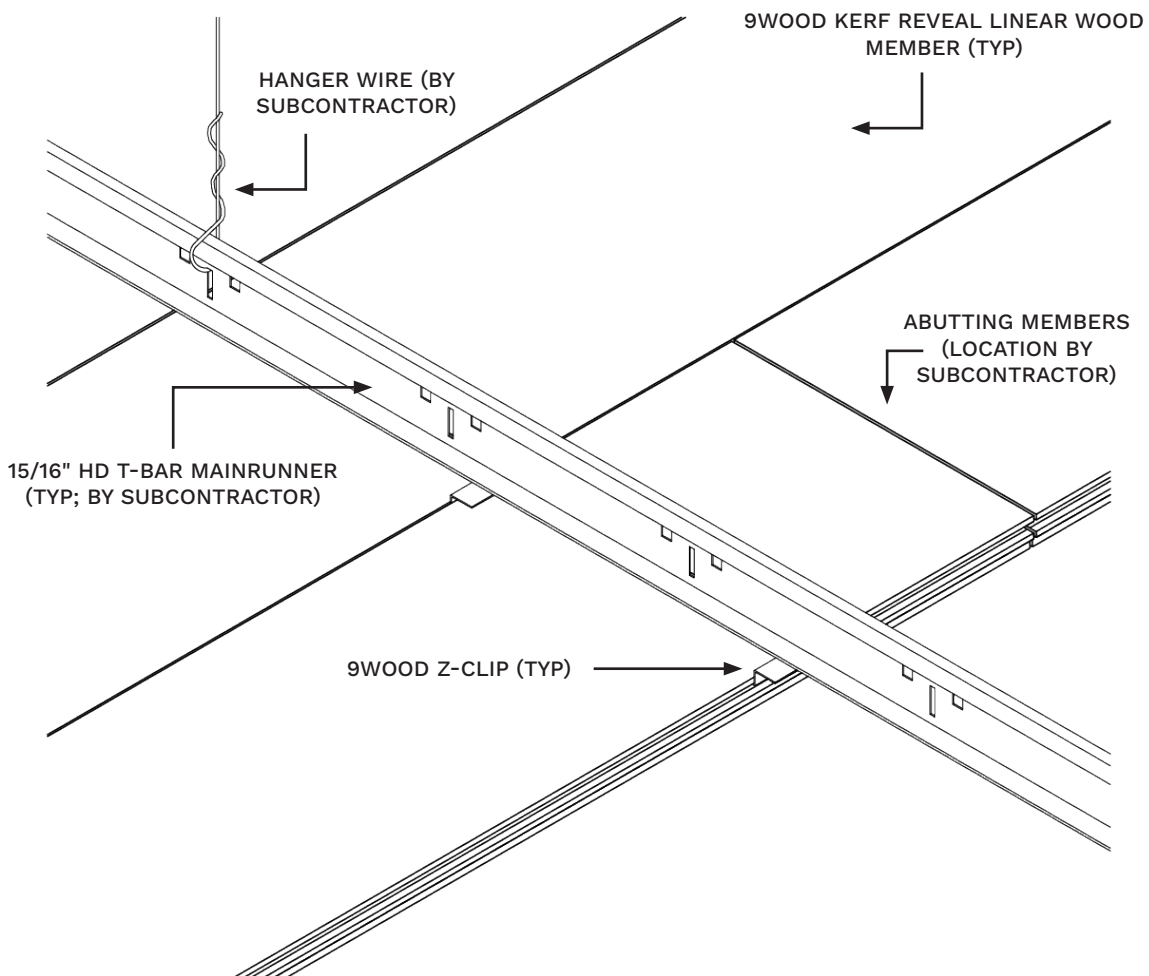 9WOOD KERF REVEAL LINEAR WOOD
MEMBER (TYP)
HANGER WIRE (BY
SUBCONTRACTOR)
ABUTTING MEMBERS
(LOCATION BY
SUBCONTRACTOR)
15/16" HD T-BAR MAINRUNNER
(TYP; BY SUBCONTRACTOR)
9WOOD Z-CLIP (TYP)